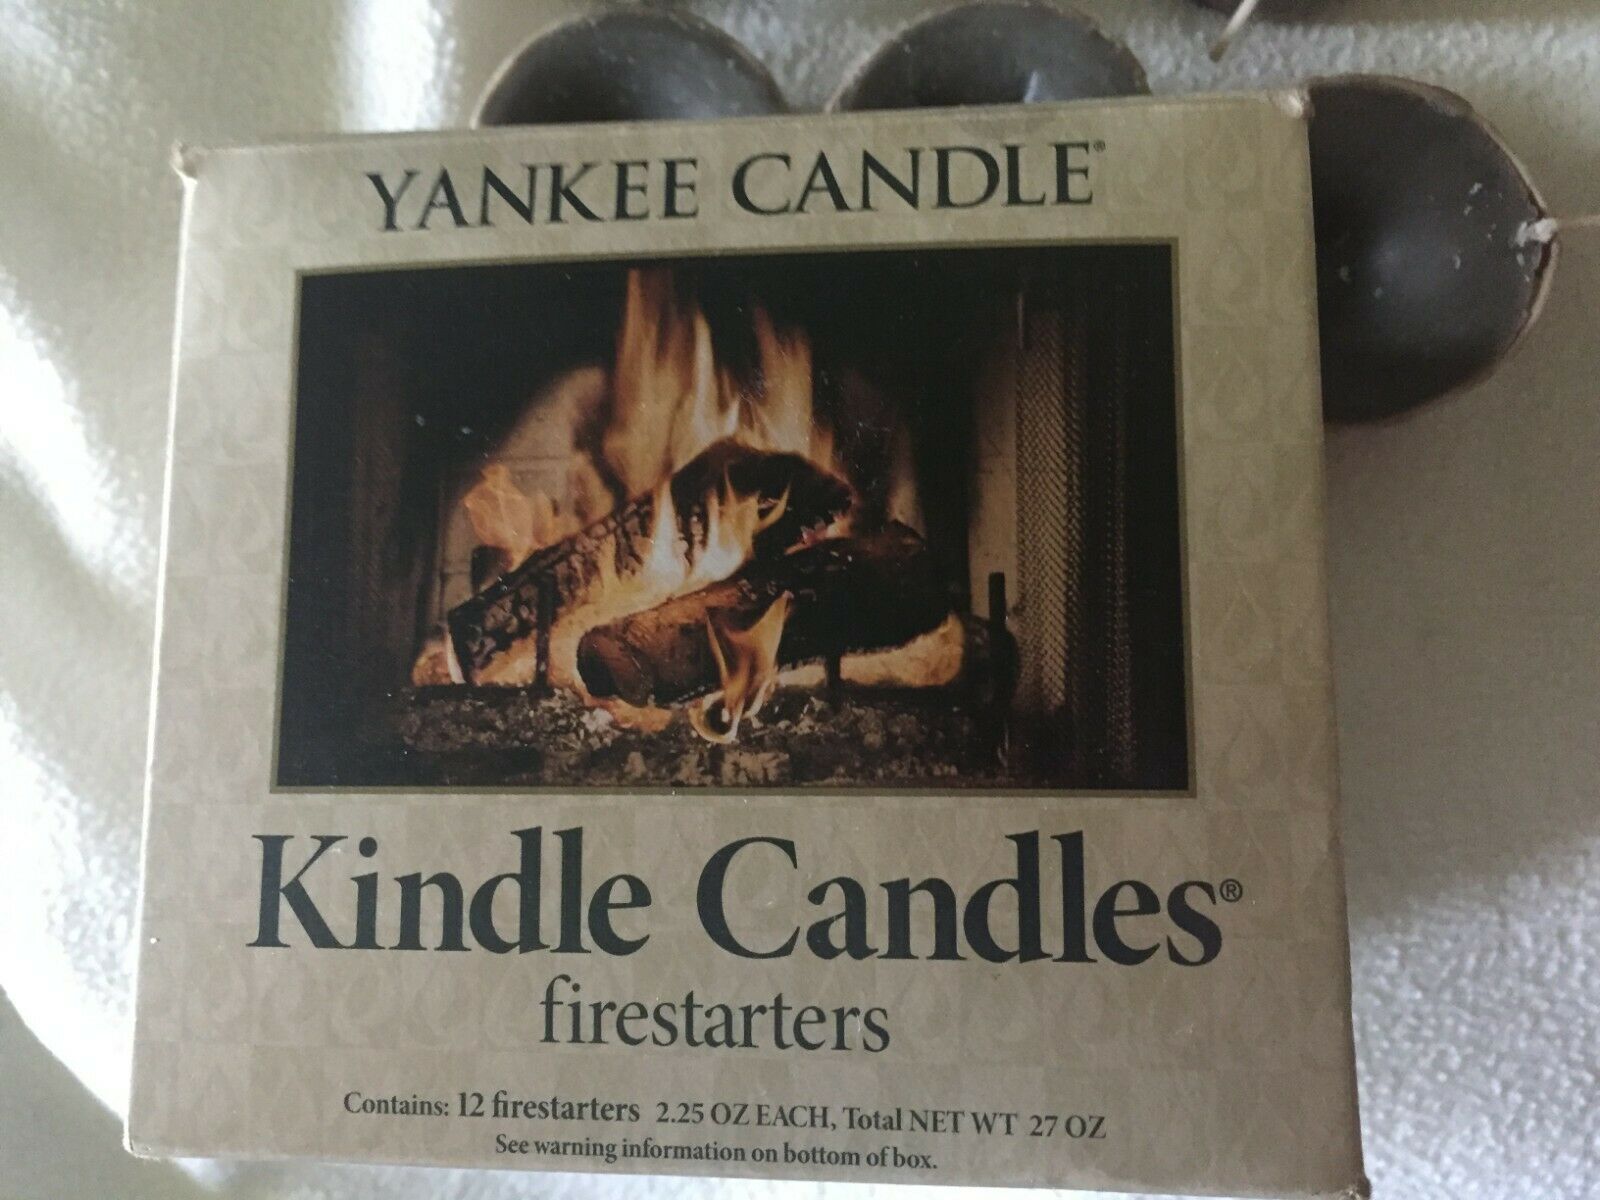 YANKEE CANDLE®
Kindle Candles®
firestarters
Contains: 12 firestarters 2.25 OZ EACH, Total NET WT 27 OZ
See warning information on bottom of box.